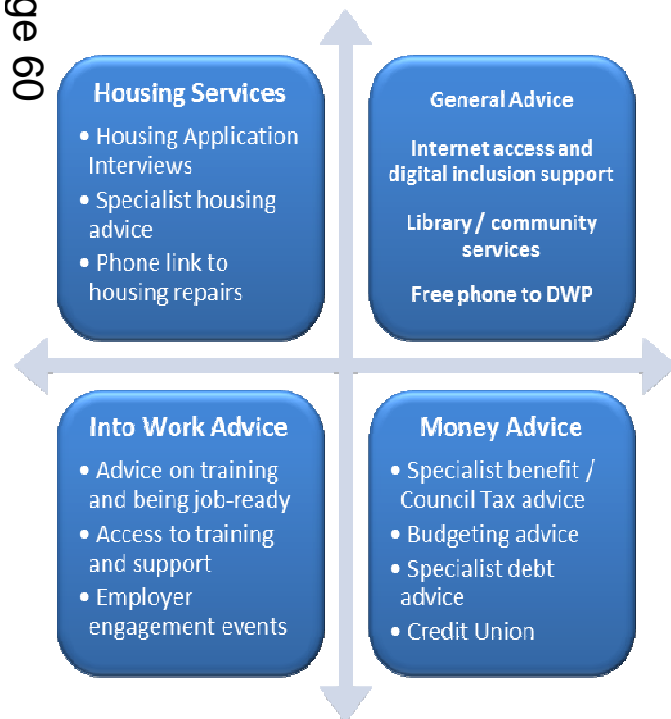 ge 60
Housing Services
• Housing Application
Interviews
• Specialist housing
advice
• Phone link to
housing repairs
General Advice
Internet access and
digital inclusion support
Library / community
services
Free phone to DWP
Into Work Advice
• Advice on training
and being job-ready
• Access to training
and support
• Employer
engagement events
Money Advice
• Specialist benefit /
Council Tax advice
• Budgeting advice
• Specialist debt
advice
• Credit Union